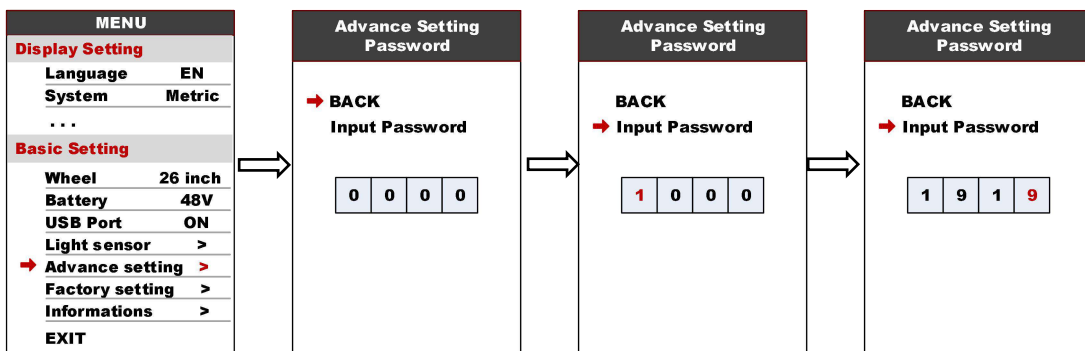 MENU
Display Setting
Language EN
System Metric
...
Basic Setting
Wheel 26 inch
Battery 48V
USB Port ON
Light sensor >
Advance setting >
Factory setting >
Informations >
EXIT
Advance Setting
Password
BACK
Input Password
0 0 0 0
Advance Setting
Password
BACK
Input Password
1 0 0 0
Advance Setting
Password
BACK
Input Password
1 9 1 9